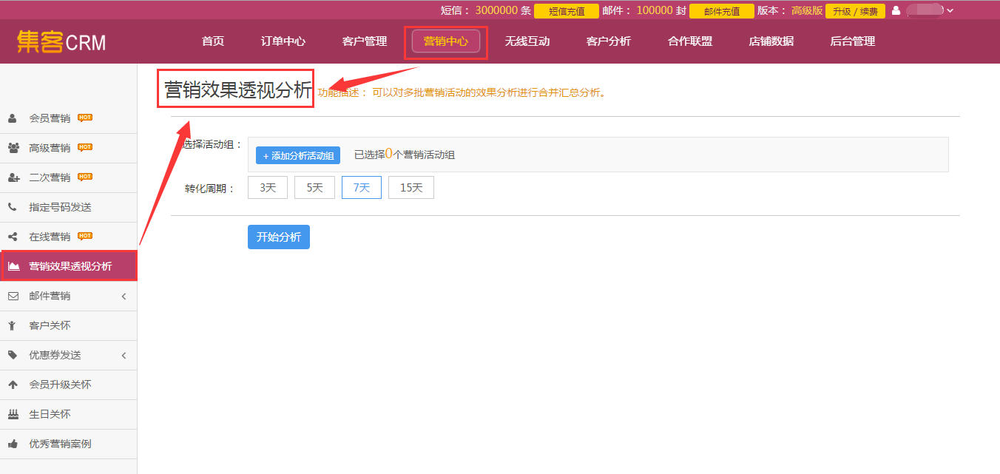 短信： 3000000 条 短信充值 邮件： 100000 封 邮件充值 版本： 高级版 升级 / 续费
集客CRM 首页 订单中心 客户管理 营销中心 无线互动 客户分析 合作联盟 店铺数据 后台管理
营销效果透视分析 功能描述： 可以对多批营销活动的效果分析进行合并汇总分析。
会员营销 HOT
高级营销 HOT
二次营销 HOT
指定号码发送
在线营销 HOT
营销效果透视分析
邮件营销
客户关怀
优惠券发送
会员升级关怀
生日关怀
优秀营销案例
选择活动组： + 添加分析活动组 已选择0个营销活动组
转化周期： 3天 5天 7天 15天
开始分析